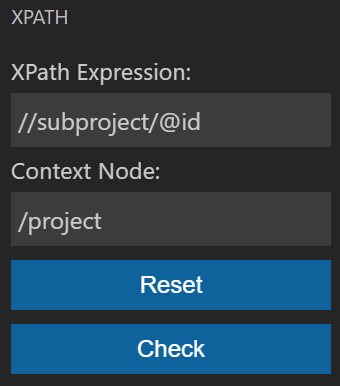 XPATH
XPath Expression:
//subproject/@id
Context Node:
/project
Reset
Check